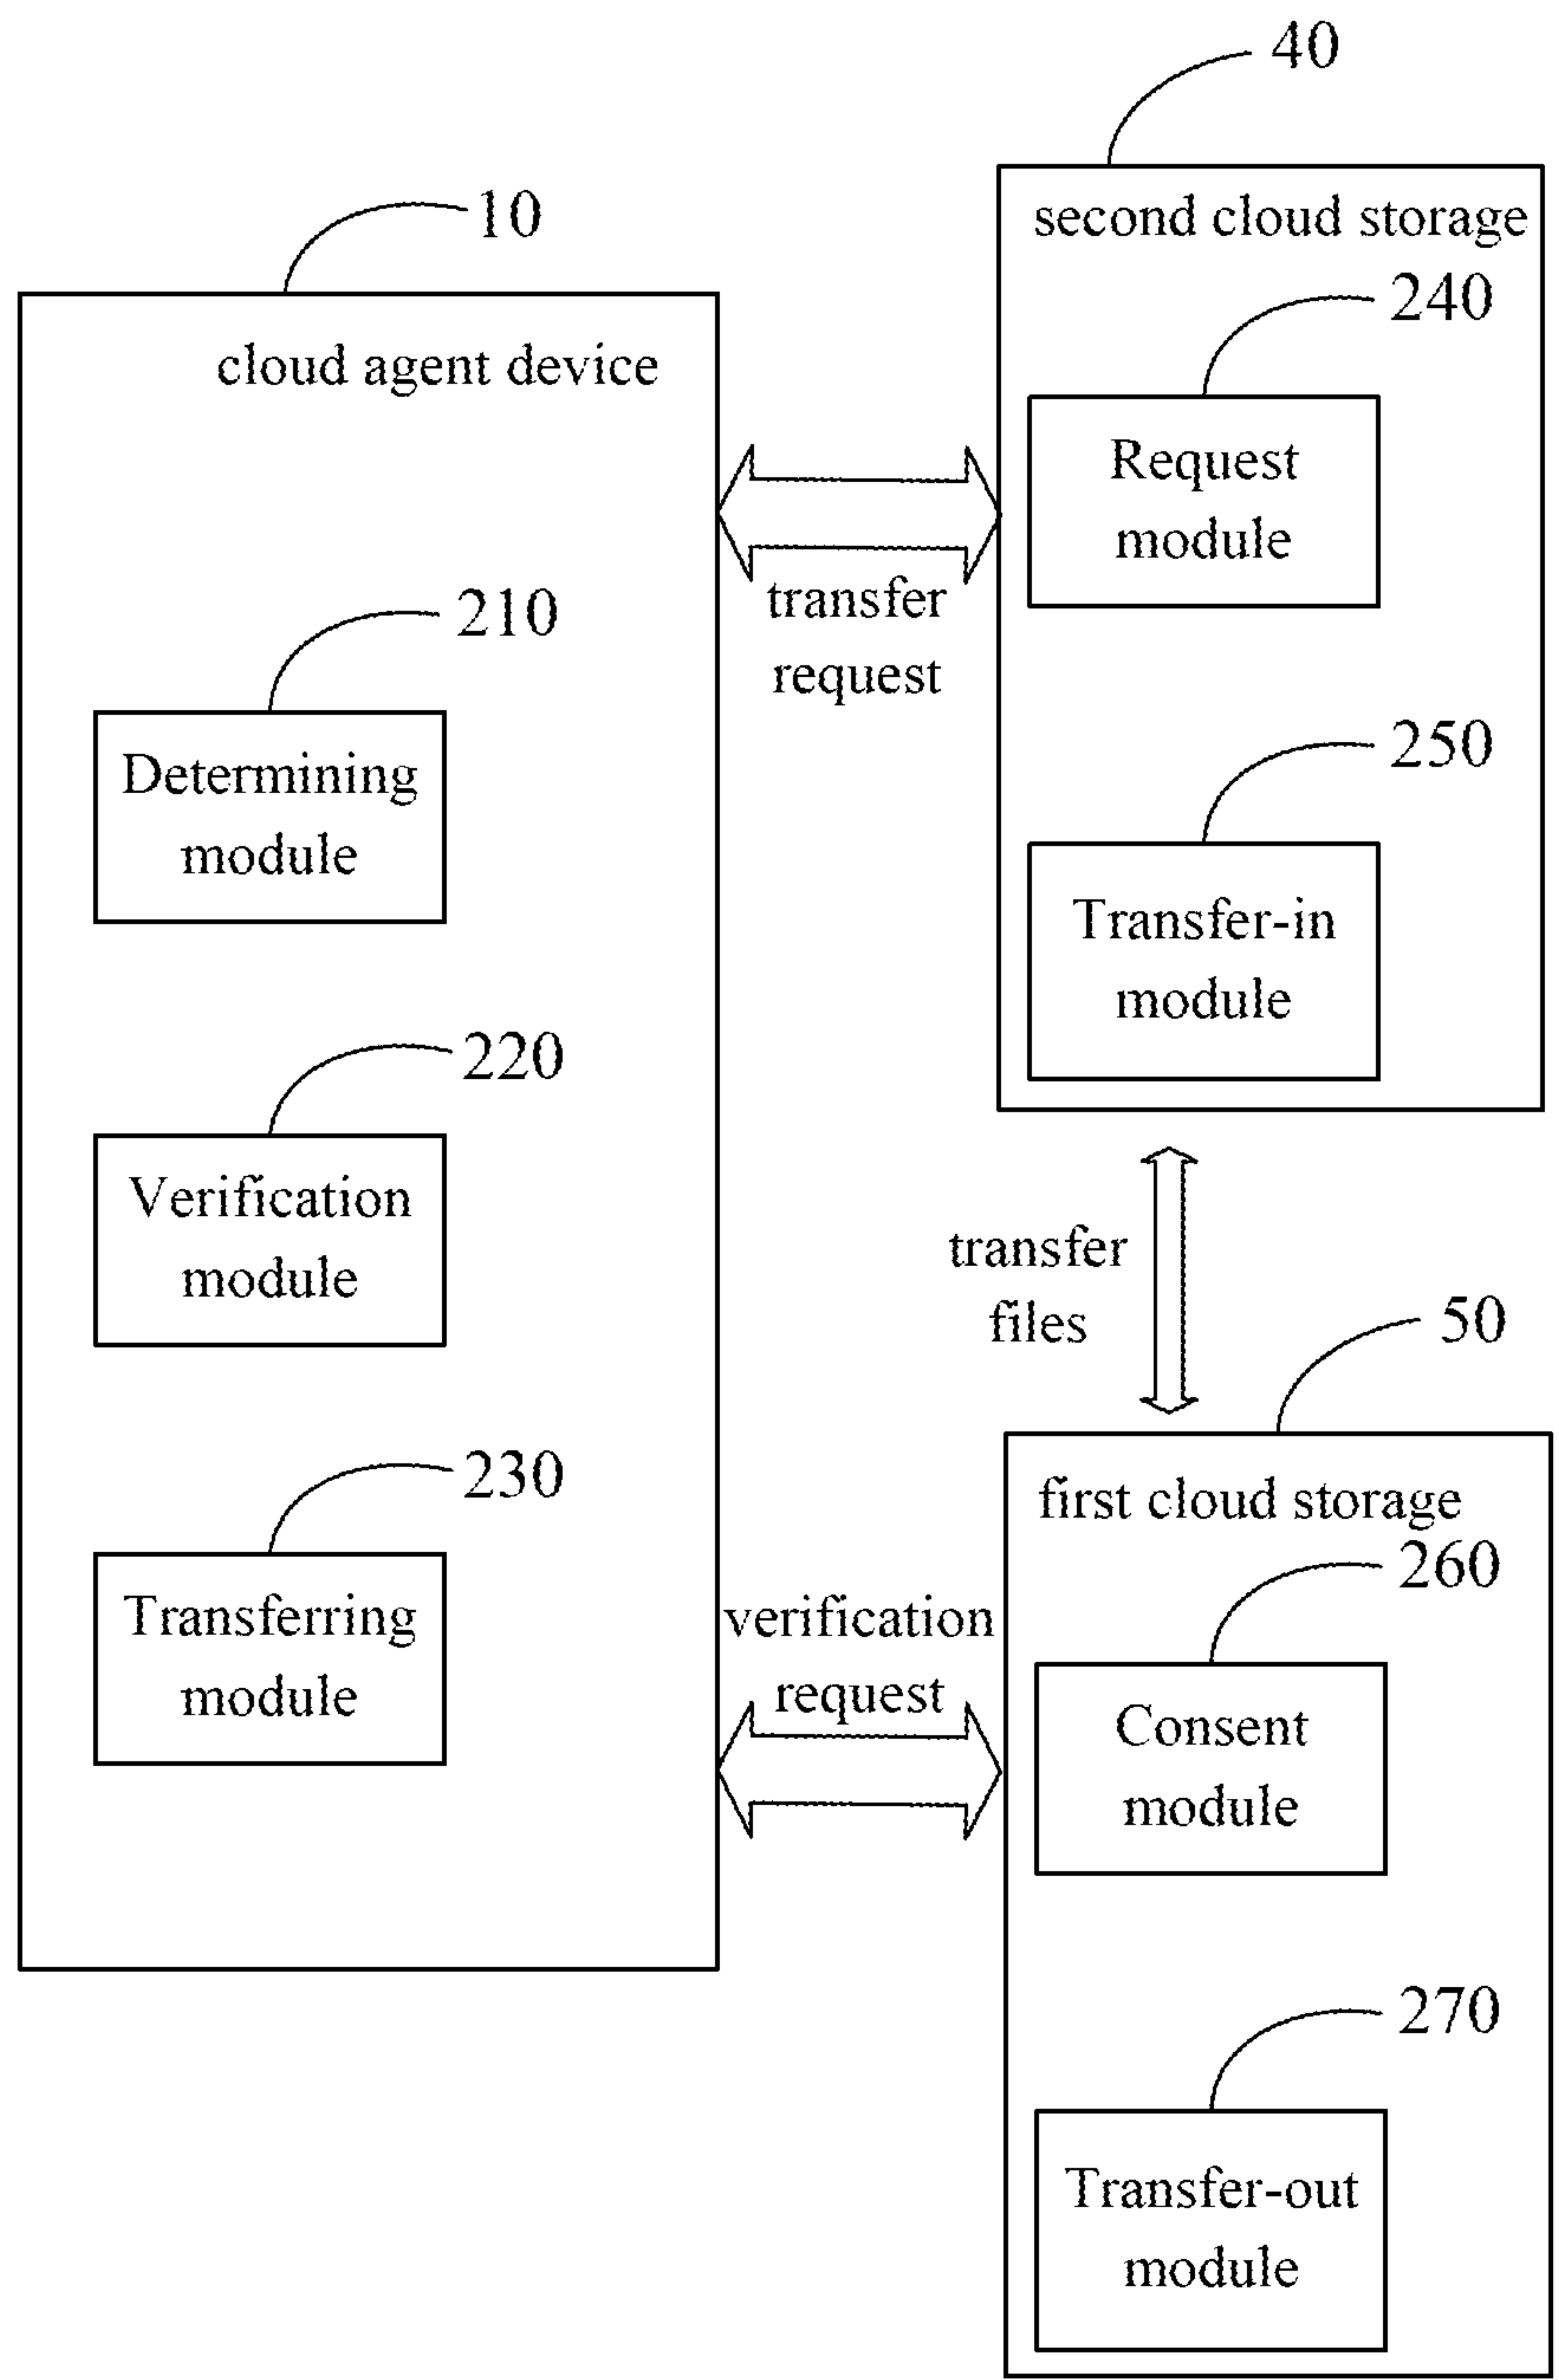 40
second cloud storage
240
Request
module
250
Transfer-in
module
10
cloud agent device
210
Determining
module
220
Verification
module
230
Transferring
module
transfer
request
transfer
files
verification
request
50
first cloud storage
260
Consent
module
270
Transfer-out
module